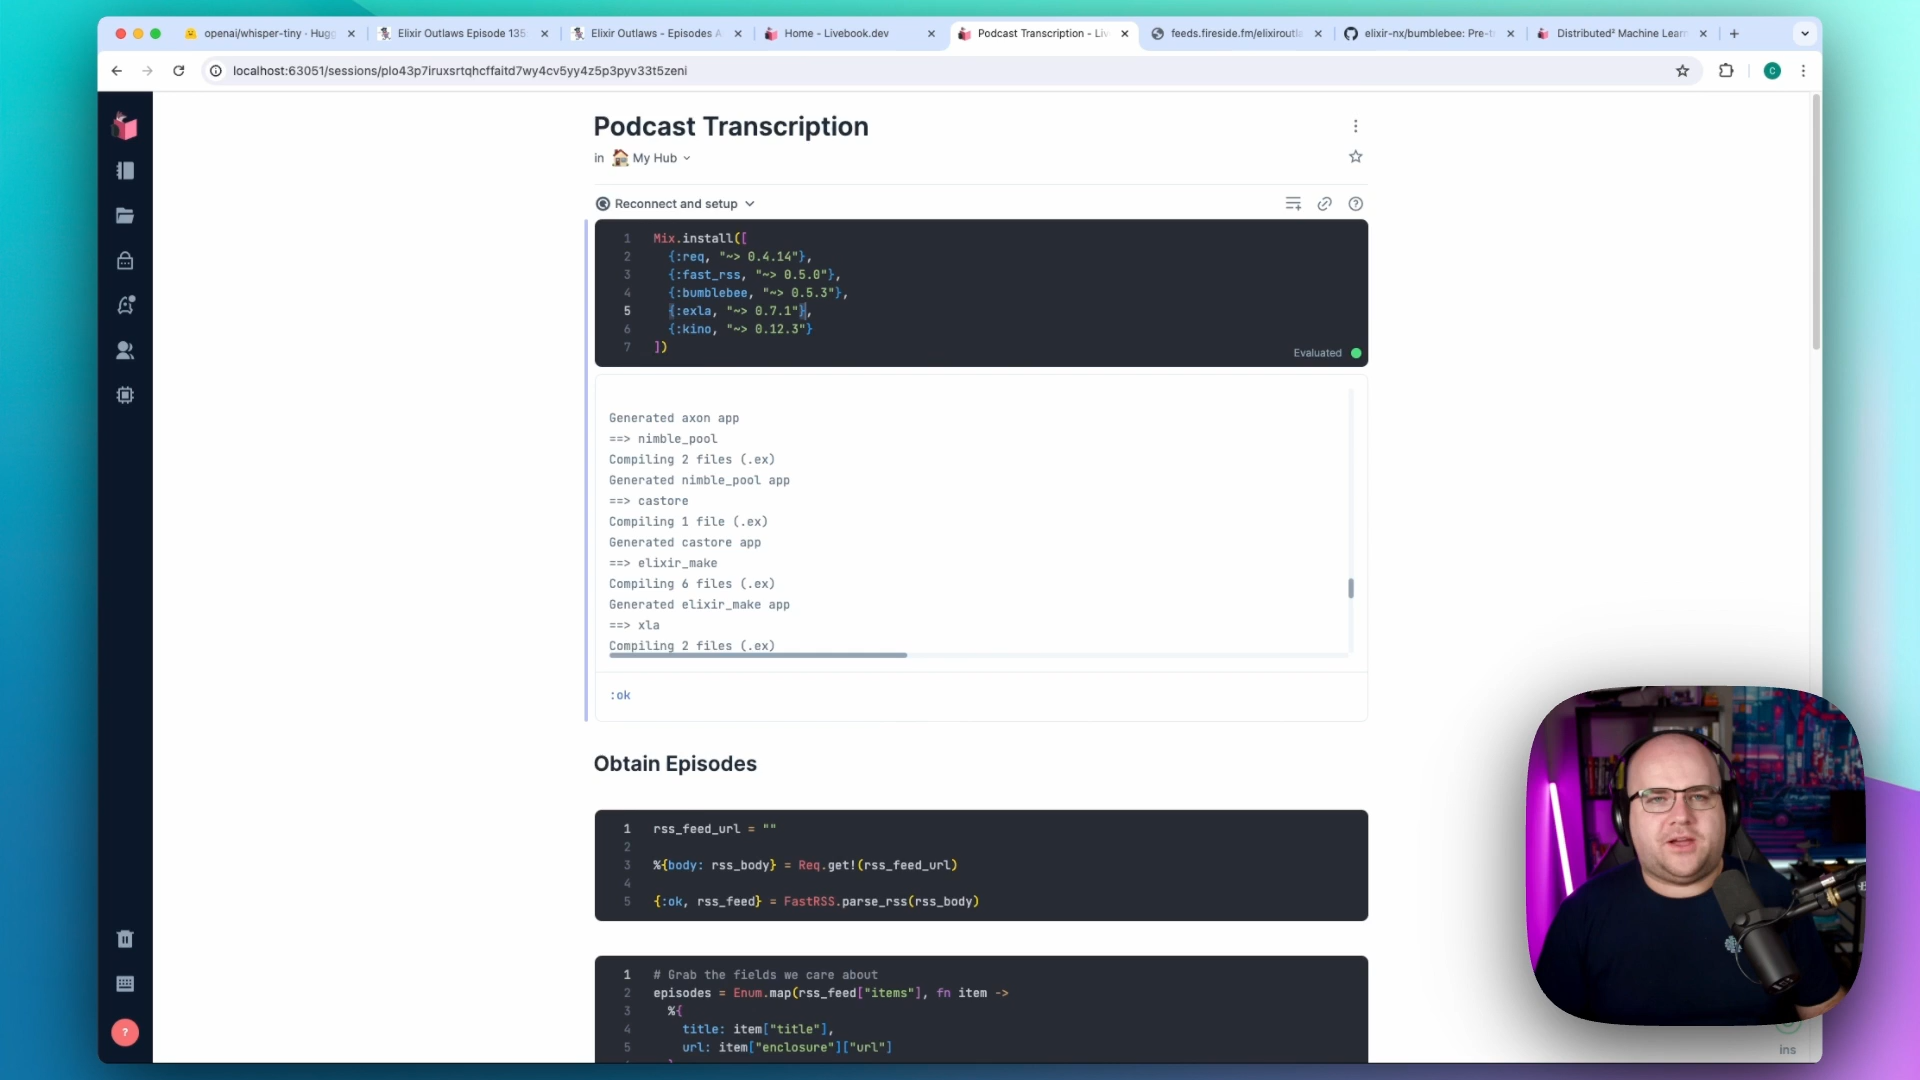 openai/whisper-tiny · Hugg
Elixir Outlaws Episode 135
Elixir Outlaws - Episodes A
Home - Livebook.dev
Podcast Transcription - Liv
feeds.fireside.fm/elixiroutla
elixir-nx/bumblebee: Pre-t
Distributed² Machine Lear
localhost:63051/sessions/plo43p7iruxsrtqhcffaitd7wy4cv5yy4z5p3pyv33t5zeni
C
Podcast Transcription
in My Hub
Reconnect and setup
1 Mix.install([
2 {:req, "~> 0.4.14"},
3 {:fast_rss, "~> 0.5.0"},
4 {:bumblebee, "~> 0.5.3"},
5 {:exla, "~> 0.7.1"},
6 {:kino, "~> 0.12.3"}
7 ])
Evaluated
Generated axon app
==> nimble_pool
Compiling 2 files (.ex)
Generated nimble_pool app
==> castore
Compiling 1 file (.ex)
Generated castore app
==> elixir_make
Compiling 6 files (.ex)
Generated elixir_make app
==> xla
Compiling 2 files (.ex)
:ok
Obtain Episodes
1 rss_feed_url = ""
2
3 %{body: rss_body} = Req.get!(rss_feed_url)
4
5 {:ok, rss_feed} = FastRSS.parse_rss(rss_body)
1 # Grab the fields we care about
2 episodes = Enum.map(rss_feed["items"], fn item ->
3 %{
4 title: item["title"],
5 url: item["enclosure"]["url"]
?
ins